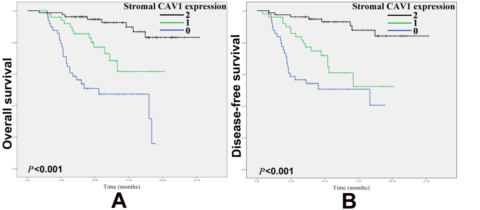 Stromal CAV1 expression
2
1
0
Overall survival
P<0.001
Time (months)
A
Stromal CAV1 expression
2
1
0
Disease-free survival
P<0.001
Time (months)
B